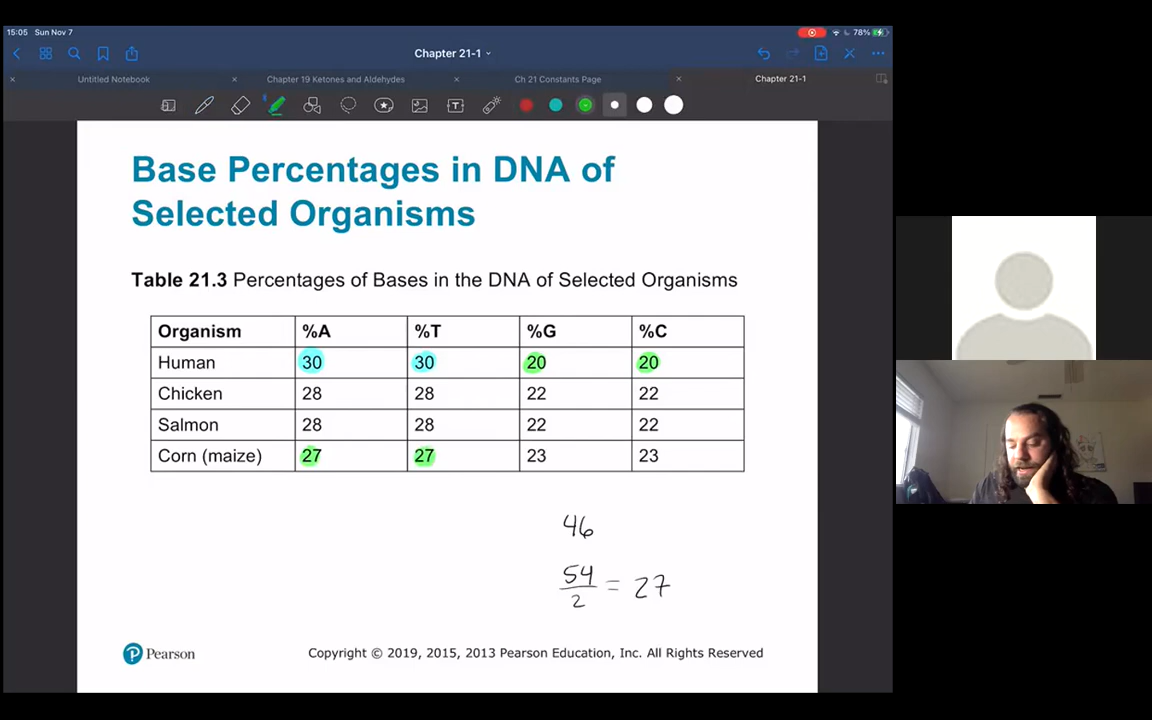 15:05 Sun Nov 7
78%
Chapter 21-1
Untitled Notebook
Chapter 19 Ketones and Aldehydes
Ch 21 Constants Page
Chapter 21-1
Base Percentages in DNA of
Selected Organisms
Table 21.3 Percentages of Bases in the DNA of Selected Organisms
Organism %A %T %G %C
Human 30 30 20 20
Chicken 28 28 22 22
Salmon 28 28 22 22
Corn (maize) 27 27 23 23
46
54/2 = 27
P Pearson
Copyright © 2019, 2015, 2013 Pearson Education, Inc. All Rights Reserved